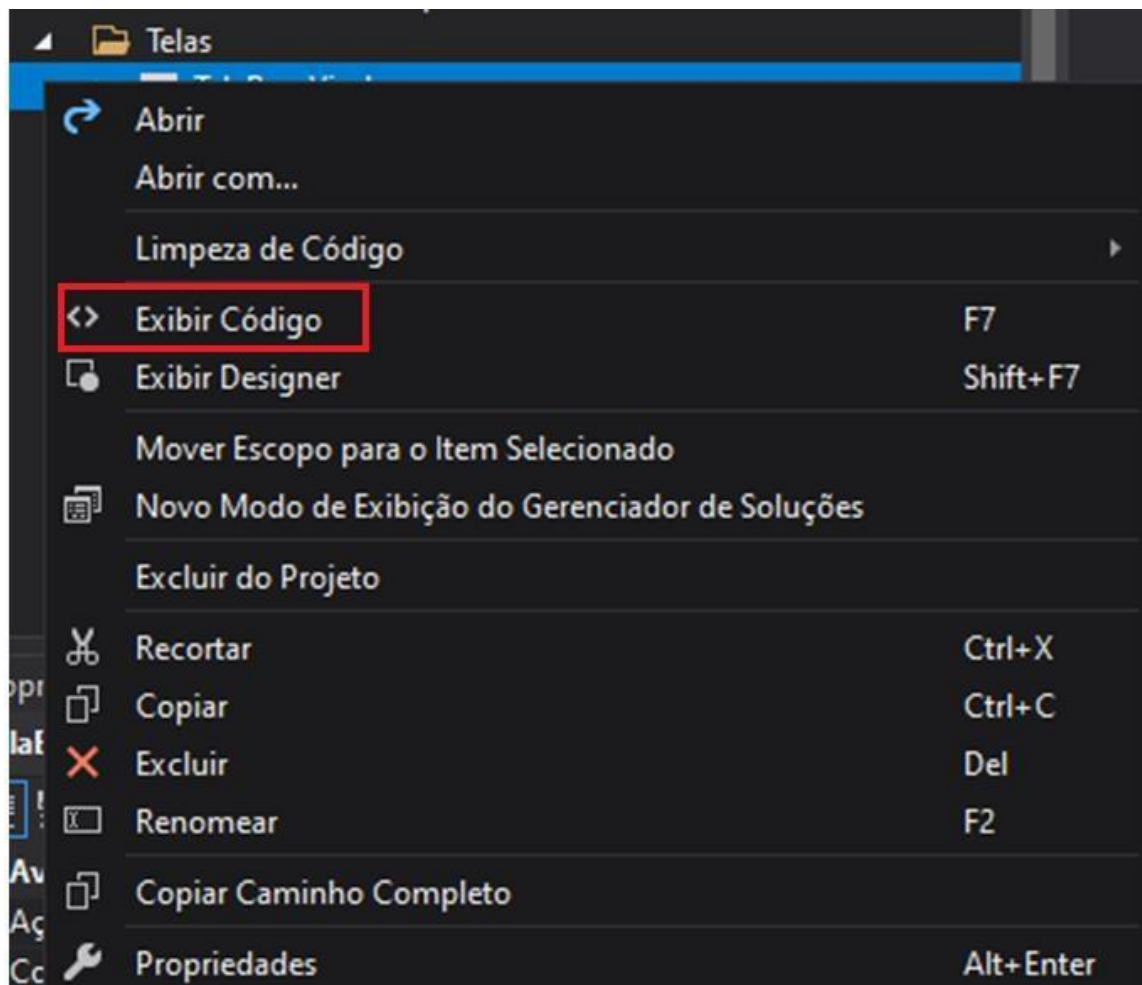 Telas
Abrir
Abrir com...
Limpeza de Código
Exibir Código F7
Exibir Designer Shift+F7
Mover Escopo para o Item Selecionado
Novo Modo de Exibição do Gerenciador de Soluções
Excluir do Projeto
Recortar Ctrl+X
Copiar Ctrl+C
Excluir Del
Renomear F2
Copiar Caminho Completo
Propriedades Alt+Enter